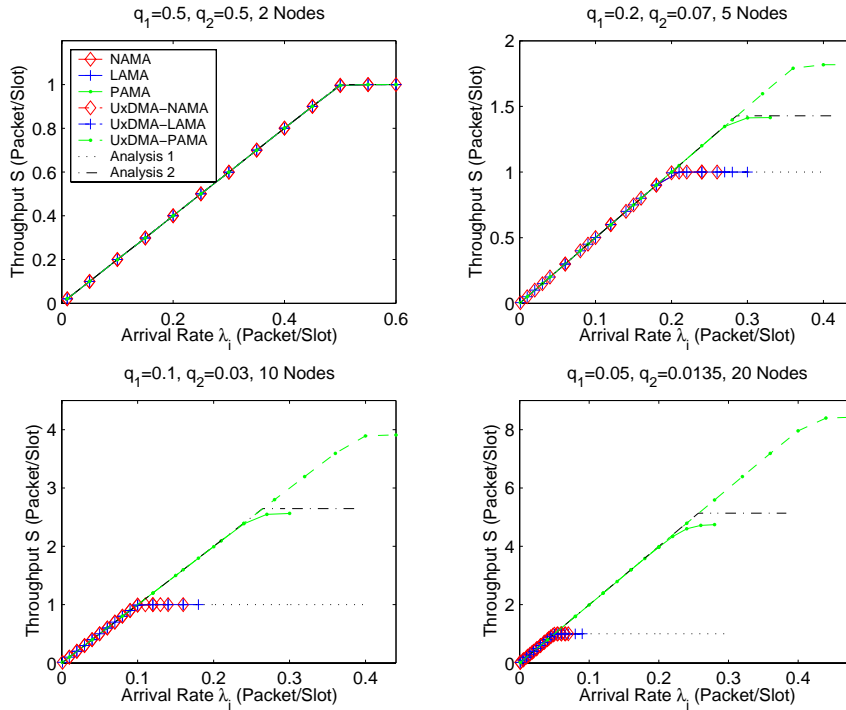 q1=0.5, q2=0.5, 2 Nodes
NAMA
LAMA
PAMA
UxDMA−NAMA
UxDMA−LAMA
UxDMA−PAMA
Analysis 1
Analysis 2
Throughput S (Packet/Slot)
1
0.8
0.6
0.4
0.2
0
0 0.2 0.4 0.6
Arrival Rate λi (Packet/Slot)
q1=0.2, q2=0.07, 5 Nodes
Throughput S (Packet/Slot)
2
1.5
1
0.5
0
0 0.1 0.2 0.3 0.4
Arrival Rate λi (Packet/Slot)
q1=0.1, q2=0.03, 10 Nodes
Throughput S (Packet/Slot)
4
3
2
1
0
0 0.1 0.2 0.3 0.4
Arrival Rate λi (Packet/Slot)
q1=0.05, q2=0.0135, 20 Nodes
Throughput S (Packet/Slot)
8
6
4
2
0
0 0.1 0.2 0.3 0.4
Arrival Rate λi (Packet/Slot)